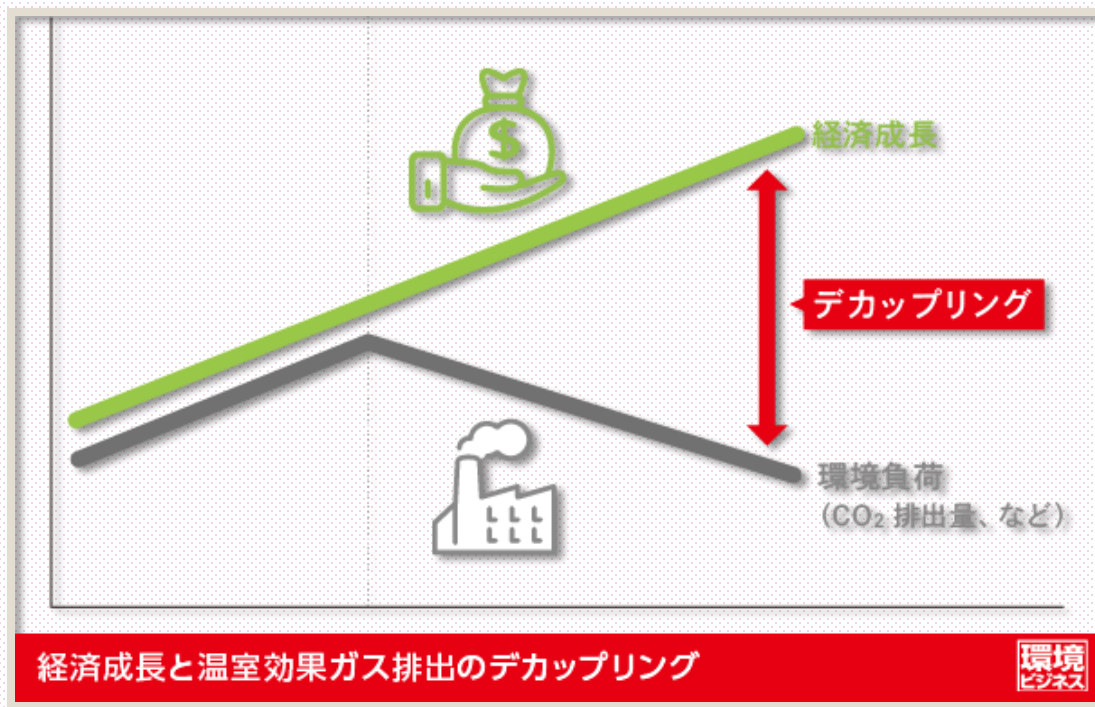 $
経済成長
デカップリング
環境負荷
（CO₂ 排出量、など）
経済成長と温室効果ガス排出のデカップリング
環境
ビジネス